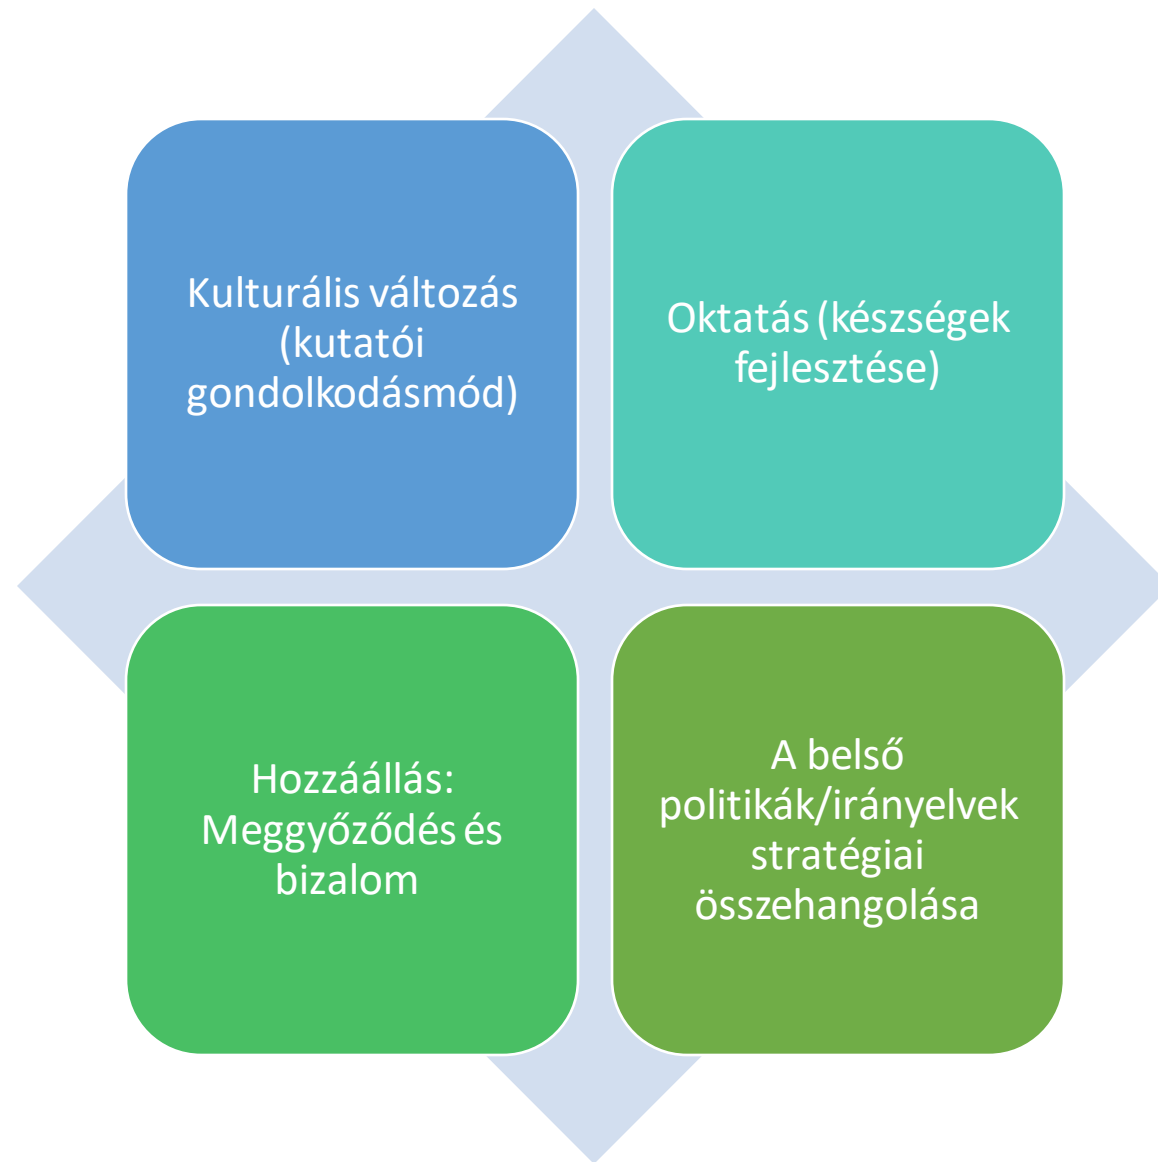 Kulturális változás
(kutatói
gondolkodásmód)
Oktatás (készségek
fejlesztése)
Hozzáállás:
Meggyőződés és
bizalom
A belső
politikák/irányelvek
stratégiai
összehangolása